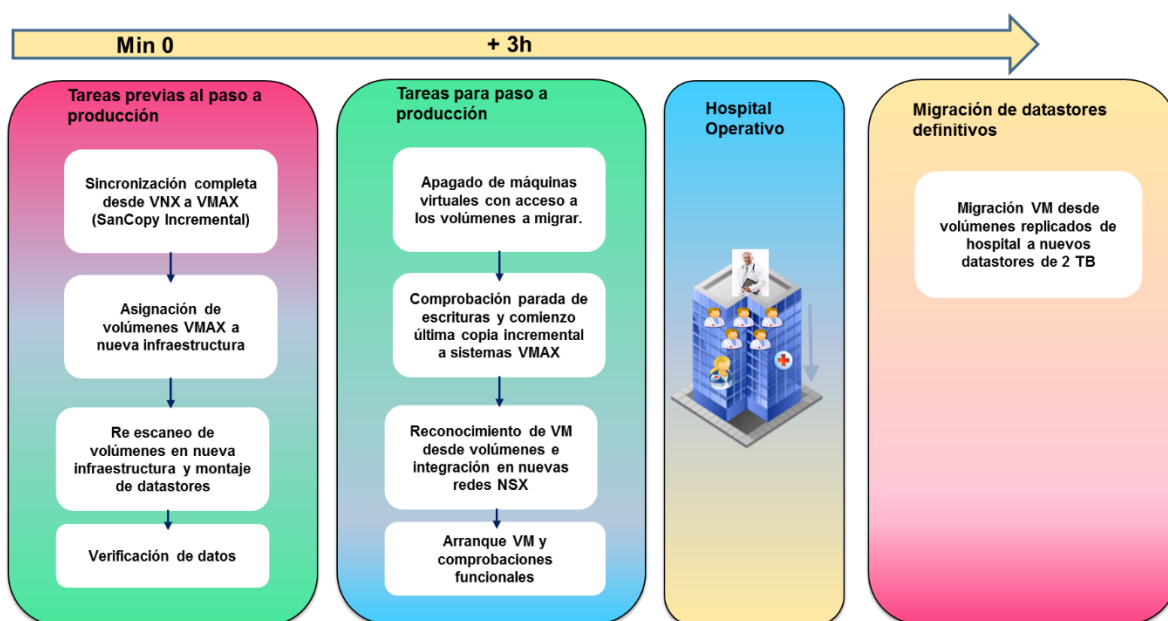 Min 0
+ 3h
Tareas previas al paso a
producción
Sincronización completa
desde VNX a VMAX
(SanCopy Incremental)
Asignación de
volúmenes VMAX a
nueva infraestructura
Re escaneo de
volúmenes en nueva
infraestructura y montaje
de datastores
Verificación de datos
Tareas para paso a
producción
Apagado de máquinas
virtuales con acceso a
los volúmenes a migrar.
Comprobación parada de
escrituras y comienzo
última copia incremental
a sistemas VMAX
Reconocimiento de VM
desde volúmenes e
integración en nuevas
redes NSX
Arranque VM y
comprobaciones
funcionales
Hospital
Operativo
Migración de datastores
definitivos
Migración VM desde
volúmenes replicados de
hospital a nuevos
datastores de 2 TB